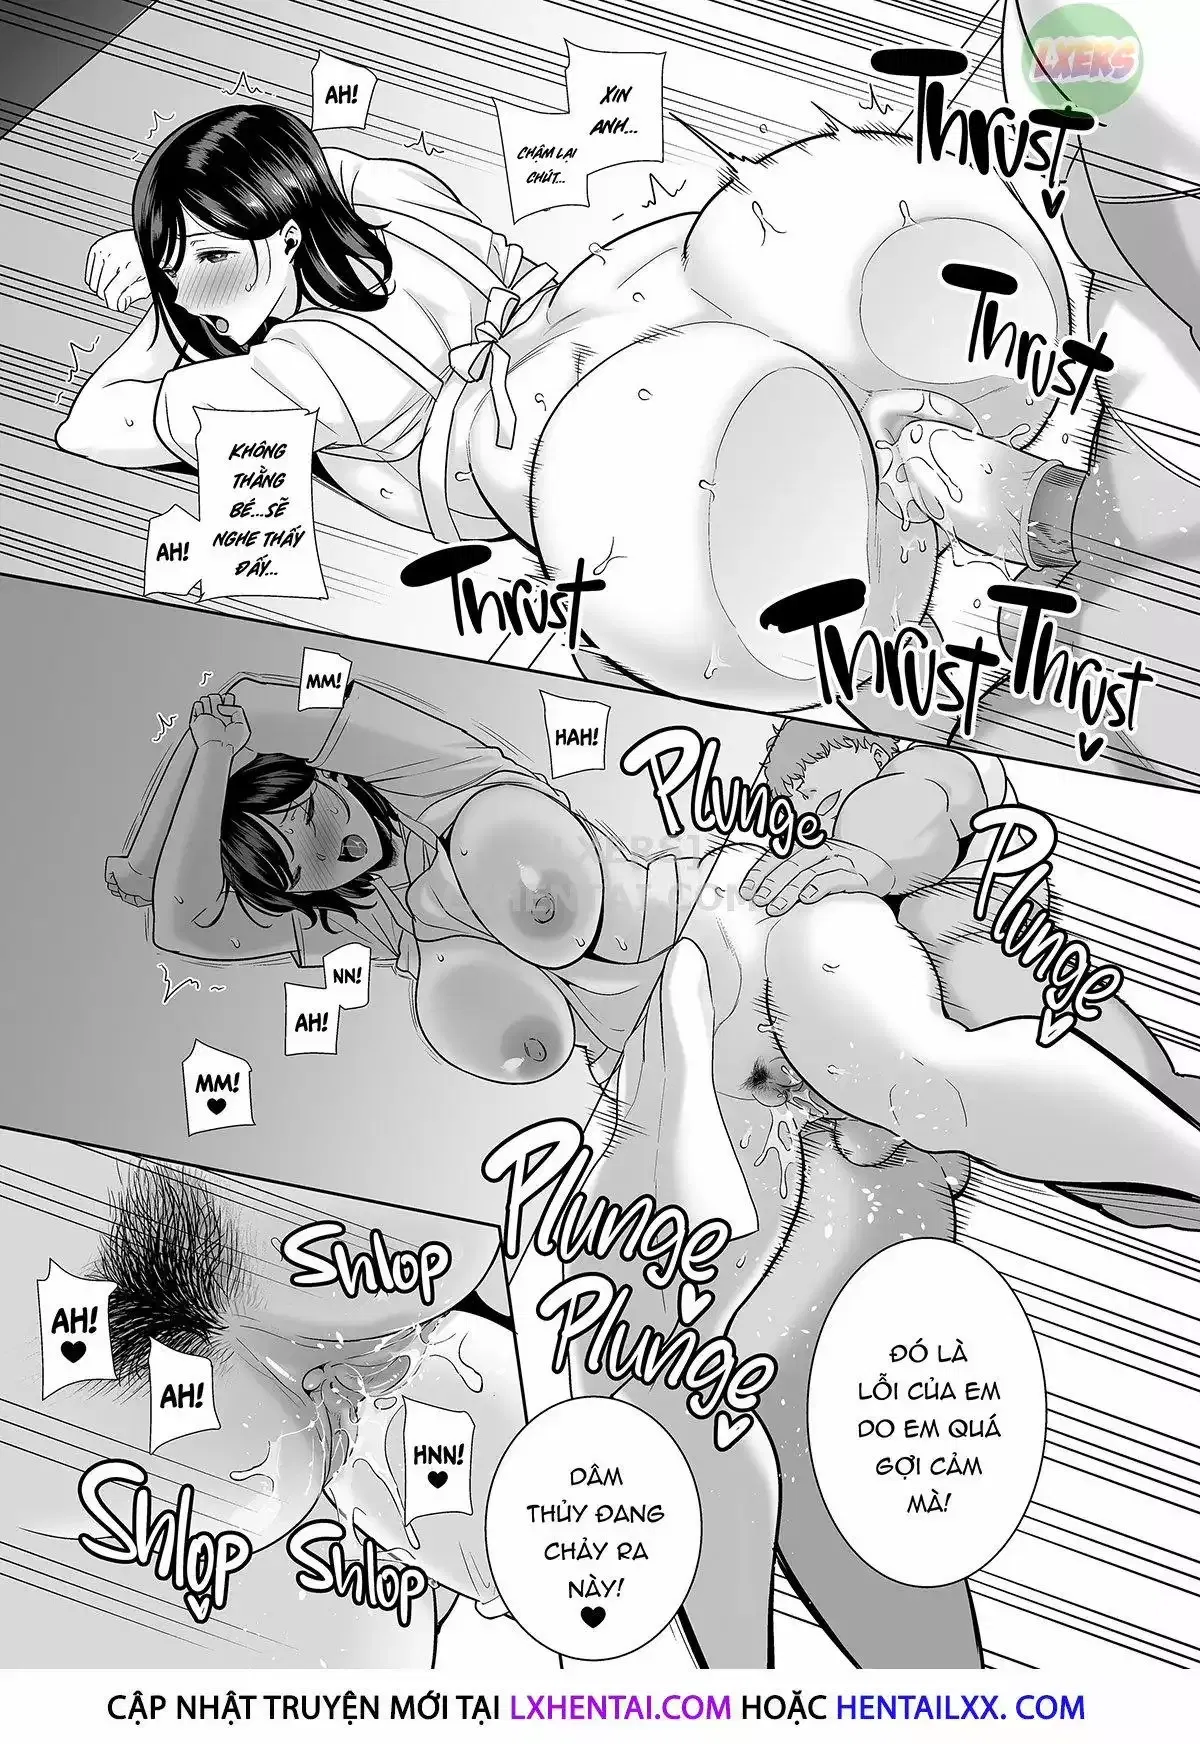 LXERS
Thrust
AH!
XIN
ANH...
CHẬM LẠI
CHÚT...
Thrust
KHÔNG
THẰNG
BÉ...SẼ
NGHE THẤY
ĐẤY...
AH!
Thrust
Thrust
Thrust
MM!
HAH!
Plunge
Plunge
NN!
AH!
MM!
Plunge
Plunge
Shlop
AH!
AH!
HNN!
Shlop
Shlop
ĐÓ LÀ
LỖI CỦA EM
DO EM QUÁ
GỢI CẢM
MÀ!
DÂM
THỦY ĐANG
CHẢY RA
NÀY!
CẬP NHẬT TRUYỆN MỚI TẠI LXHENTAI.COM HOẶC HENTAILXX. COM